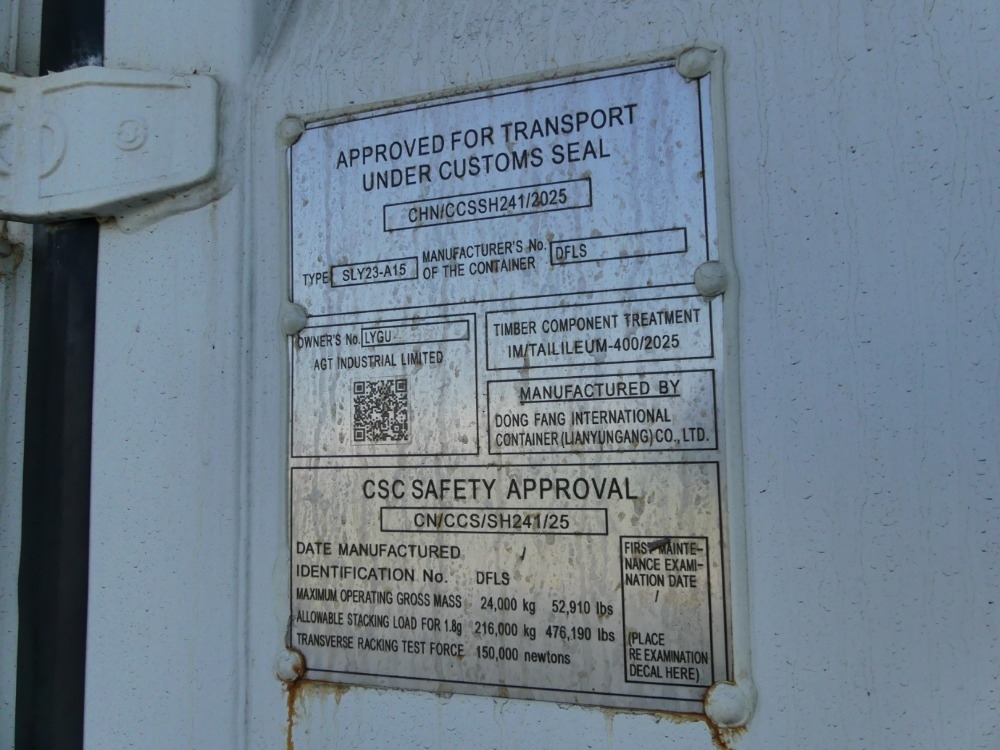 APPROVED FOR TRANSPORT
UNDER CUSTOMS SEAL
CHN/CCSSH241/2025
TYPE SLY23-A15 MANUFACTURER'S No. OF THE CONTAINER DFLS
OWNER'S No. LYGU
AGT INDUSTRIAL LIMITED
TIMBER COMPONENT TREATMENT
IM/TAILILEUM-400/2025
MANUFACTURED BY
DONG FANG INTERNATIONAL
CONTAINER (LIANYUNGANG) CO., LTD.
CSC SAFETY APPROVAL
CN/CCS/SH241/25
DATE MANUFACTURED /
IDENTIFICATION No. DFLS
MAXIMUM OPERATING GROSS MASS 24,000 kg 52,910 lbs
ALLOWABLE STACKING LOAD FOR 1.8g 216,000 kg 476,190 lbs
TRANSVERSE RACKING TEST FORCE 150,000 newtons
FIRST MAINTE-
NANCE EXAMI-
NATION DATE
/
(PLACE
RE EXAMINATION
DECAL HERE)